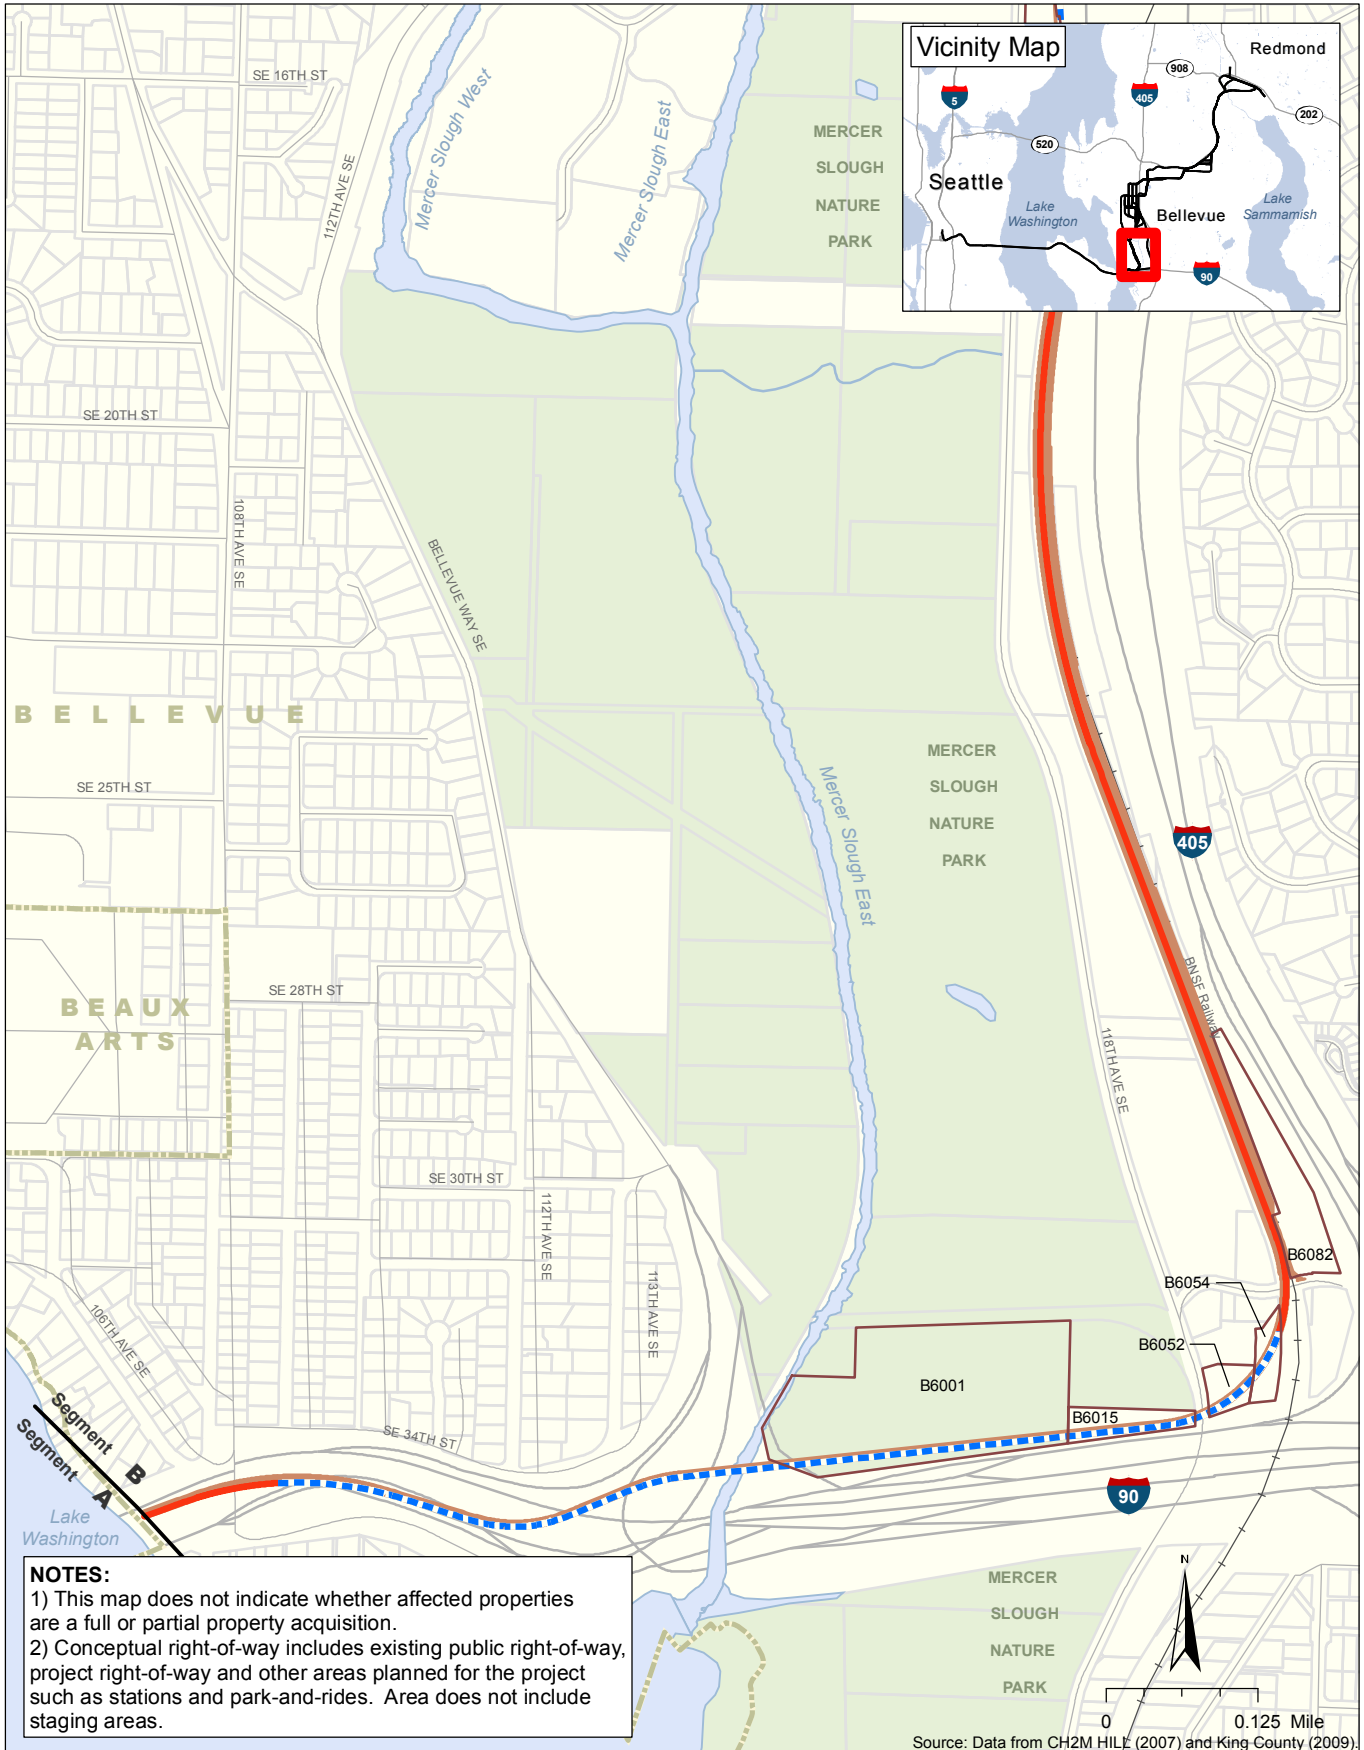 Vicinity Map
Redmond
908
5
405
202
520
Seattle
Lake
Washington
Bellevue
Lake
Sammamish
90
SE 16TH ST
112TH AVE SE
Mercer Slough West
Mercer Slough East
MERCER
SLOUGH
NATURE
PARK
SE 20TH ST
108TH AVE SE
BELLEVUE WAY SE
BELLEVUE
SE 25TH ST
MERCER
SLOUGH
NATURE
PARK
Mercer Slough East
405
BEAUX
ARTS
SE 28TH ST
BNSF Railway
118TH AVE SE
SE 30TH ST
112TH AVE SE
113TH AVE SE
106TH AVE SE
B6082
B6054
B6052
B6001
B6015
SE 34TH ST
Segment B
Segment A
90
Lake
Washington
NOTES:
1) This map does not indicate whether affected properties
are a full or partial property acquisition.
2) Conceptual right-of-way includes existing public right-of-way,
project right-of-way and other areas planned for the project
such as stations and park-and-rides. Area does not include
staging areas.
MERCER
SLOUGH
NATURE
PARK
N
0 0.125 Mile
Source: Data from CH2M HILL (2007) and King County (2009).